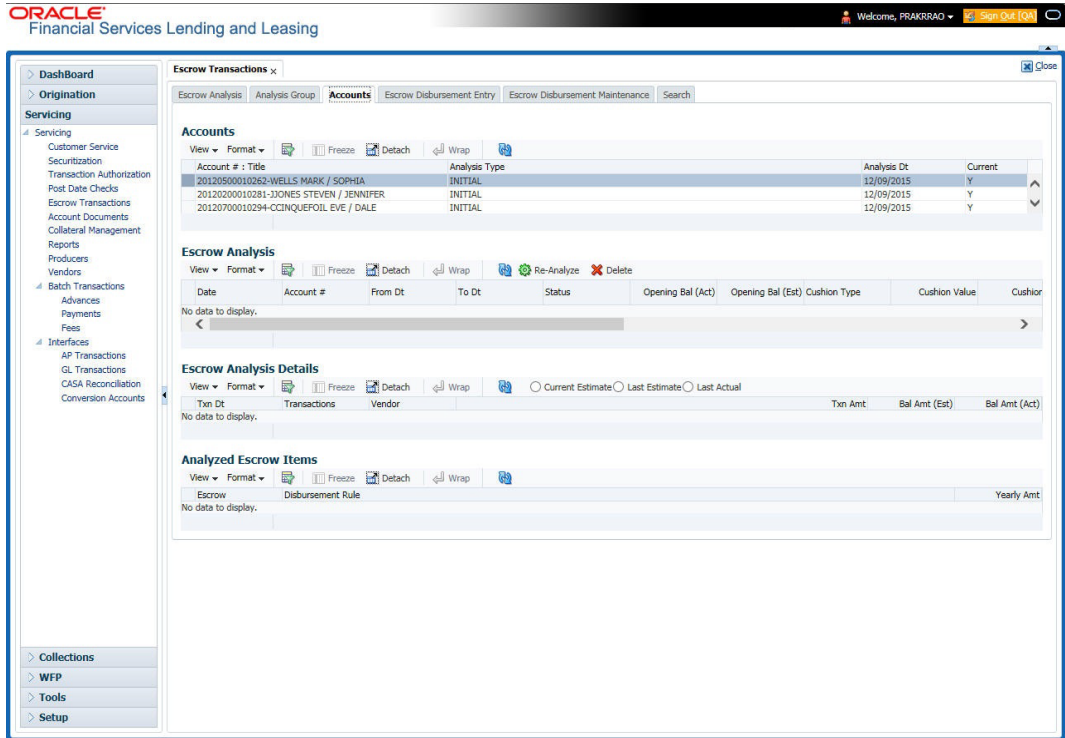 ORACLE
Financial Services Lending and Leasing
Welcome, PRAKRRAO
Sign Out [QA]
DashBoard
Origination
Servicing
Servicing
Customer Service
Securitization
Transaction Authorization
Post Date Checks
Escrow Transactions
Account Documents
Collateral Management
Reports
Producers
Vendors
Batch Transactions
Advances
Payments
Fees
Interfaces
AP Transactions
GL Transactions
CASA Reconciliation
Conversion Accounts
Collections
WFP
Tools
Setup
Escrow Transactions x
Close
Escrow Analysis Analysis Group Accounts Escrow Disbursement Entry Escrow Disbursement Maintenance Search
Accounts
View Format Freeze Detach Wrap
Account # : Title Analysis Type Analysis Dt Current
20120500010262-WELLS MARK / SOPHIA INITIAL 12/09/2015 Y
20120200010281-JJONES STEVEN / JENNIFER INITIAL 12/09/2015 Y
20120700010294-CCINQUEFOIL EVE / DALE INITIAL 12/09/2015 Y
Escrow Analysis
View Format Freeze Detach Wrap Re-Analyze Delete
Date Account # From Dt To Dt Status Opening Bal (Act) Opening Bal (Est) Cushion Type Cushion Value Cushion
No data to display.
Escrow Analysis Details
View Format Freeze Detach Wrap Current Estimate Last Estimate Last Actual
Txn Dt Transactions Vendor Txn Amt Bal Amt (Est) Bal Amt (Act)
No data to display.
Analyzed Escrow Items
View Format Freeze Detach Wrap
Escrow Disbursement Rule Yearly Amt
No data to display.